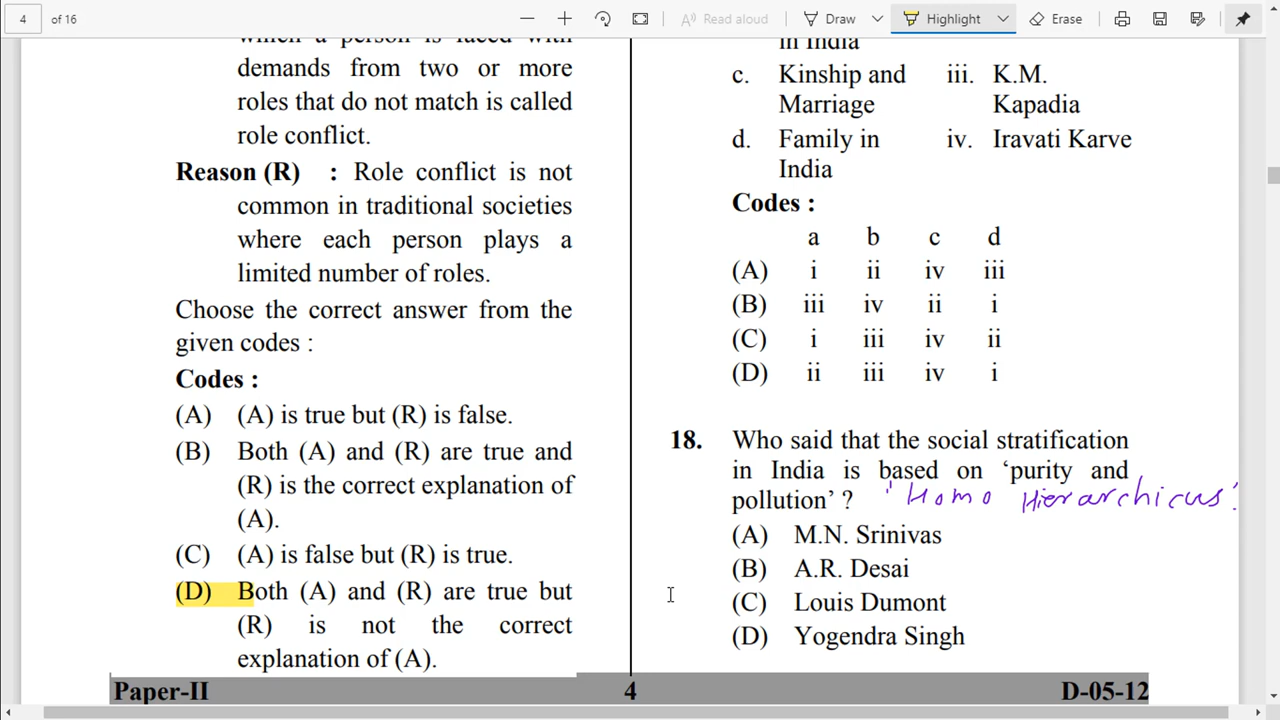 4 of 16 Read aloud Draw Highlight Erase
which a person is faced with
demands from two or more
roles that do not match is called
role conflict.
Reason (R) : Role conflict is not
common in traditional societies
where each person plays a
limited number of roles.
Choose the correct answer from the
given codes :
Codes :
(A) (A) is true but (R) is false.
(B) Both (A) and (R) are true and
(R) is the correct explanation of
(A).
(C) (A) is false but (R) is true.
(D) Both (A) and (R) are true but
(R) is not the correct
explanation of (A).
in India
c. Kinship and iii. K.M.
Marriage Kapadia
d. Family in iv. Iravati Karve
India
Codes :
a b c d
(A) i ii iv iii
(B) iii iv ii i
(C) i iii iv ii
(D) ii iii iv i
18. Who said that the social stratification
in India is based on ‘purity and
pollution’ ? 'Homo Hierarchicus'.
(A) M.N. Srinivas
(B) A.R. Desai
(C) Louis Dumont
(D) Yogendra Singh
Paper-II 4 D-05-12